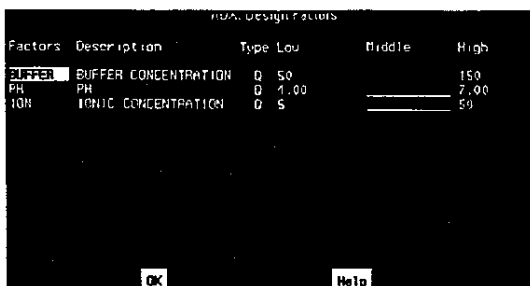 ADX: Design Factors
Factors Description Type Low Middle High
BUFFER BUFFER CONCENTRATION Q 50 150
PH PH Q 4.00 7.00
ION IONIC CONCENTRATION Q 5 50
OK Help